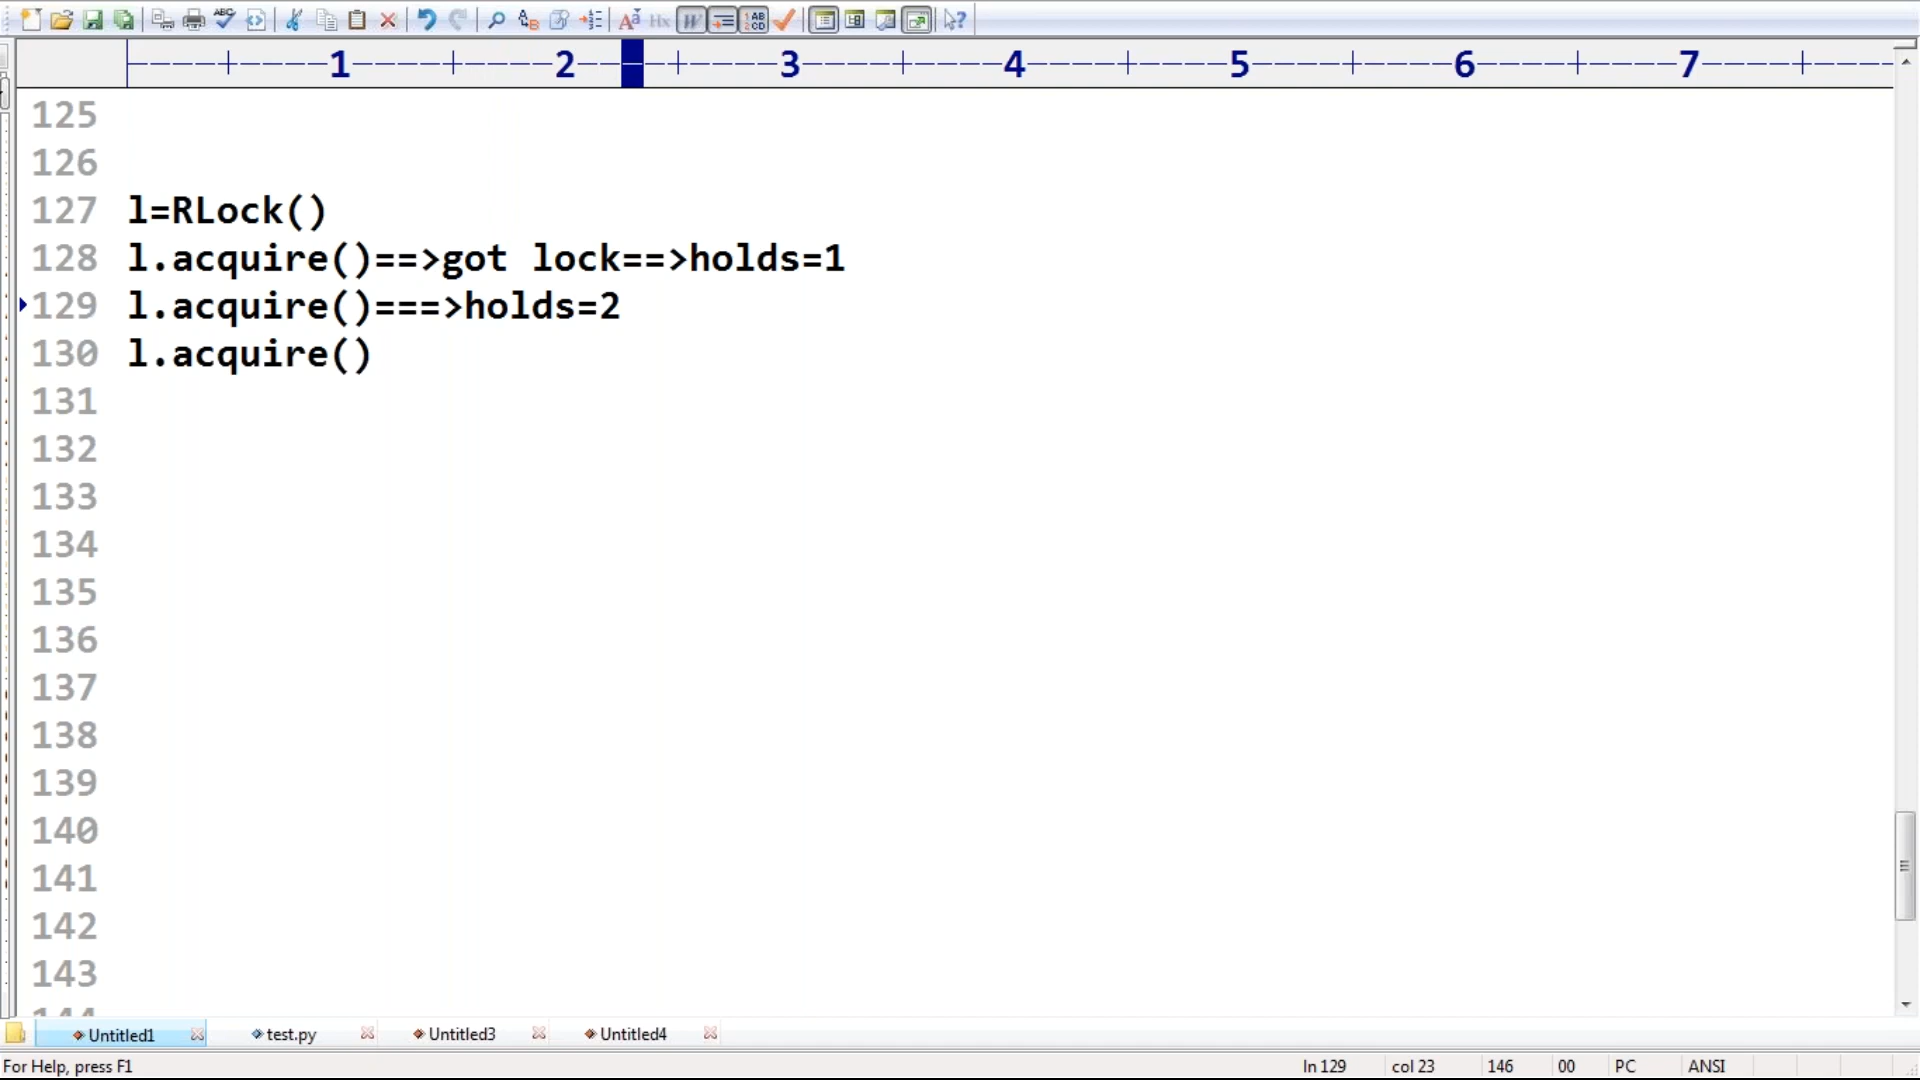 1 2 3 4 5 6 7
125
126
127 l=RLock()
128 l.acquire()==>got lock==>holds=1
129 l.acquire()===>holds=2
130 l.acquire()
131
132
133
134
135
136
137
138
139
140
141
142
143
144
Untitled1 test.py Untitled3 Untitled4
For Help, press F1 ln 129 col 23 146 00 PC ANSI